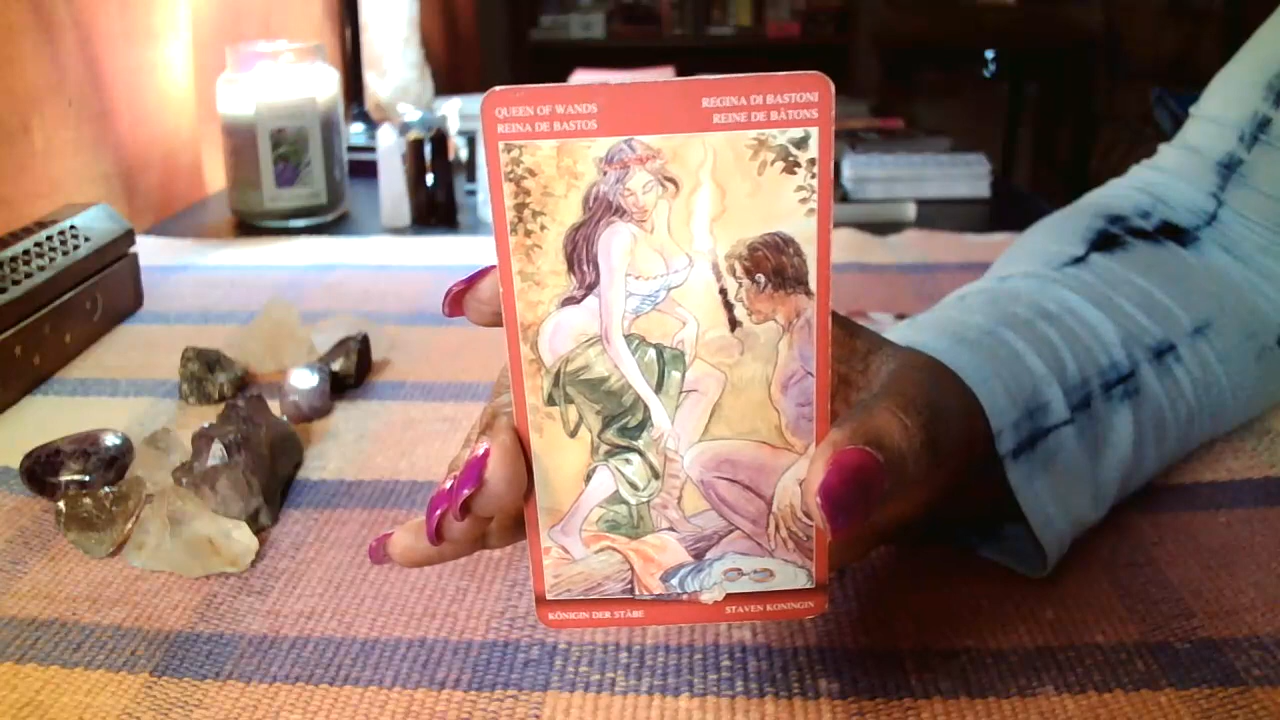 QUEEN OF WANDS
REINA DE BASTOS
REGINA DI BASTONI
REINE DE BÂTONS
KÖNIGIN DER STÄBE
STAVEN KONINGIN